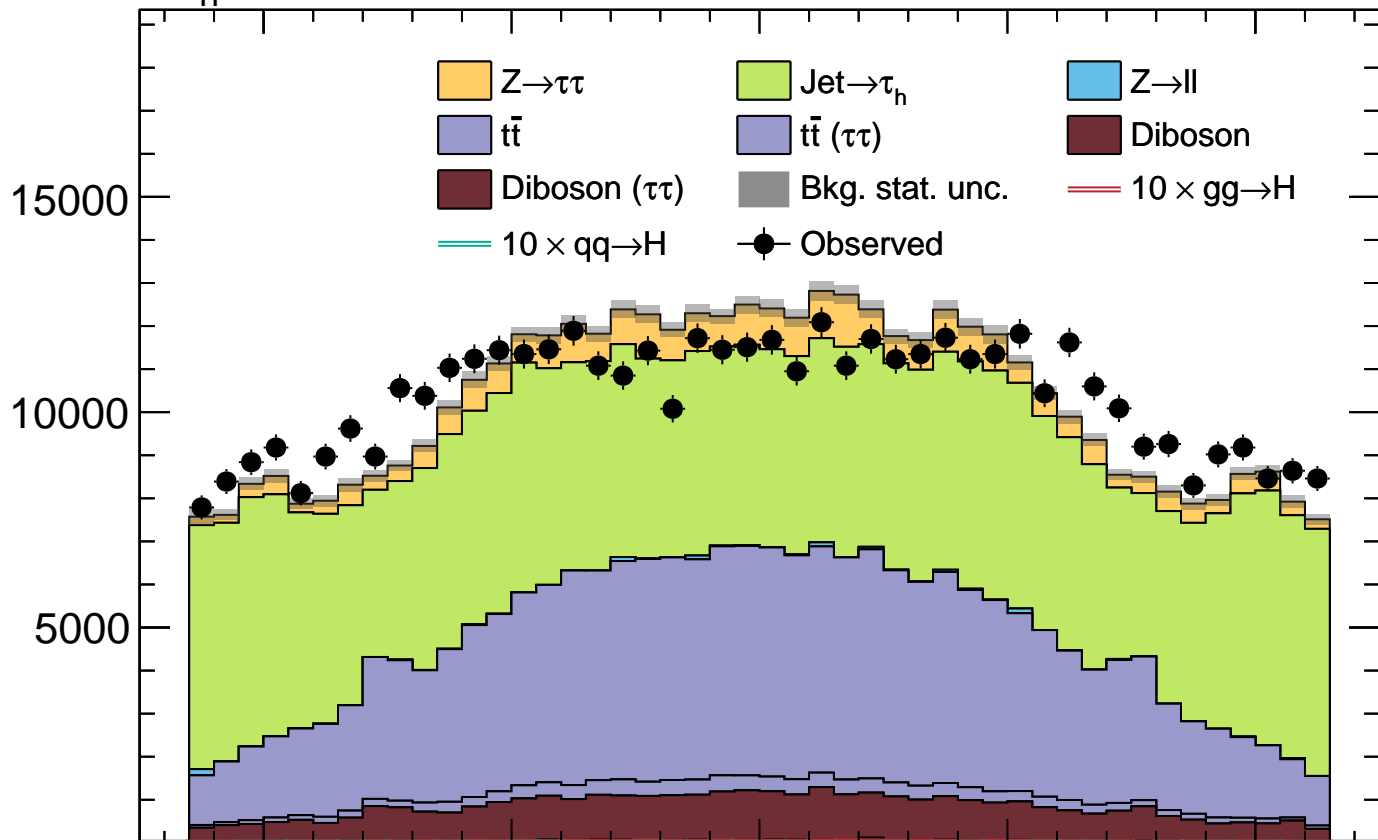 Z→ττ Jet→τₕ Z→ll
tt̄ tt̄ (ττ) Diboson
Diboson (ττ) Bkg. stat. unc. 10 × gg→H
10 × qq→H Observed
15000
10000
5000